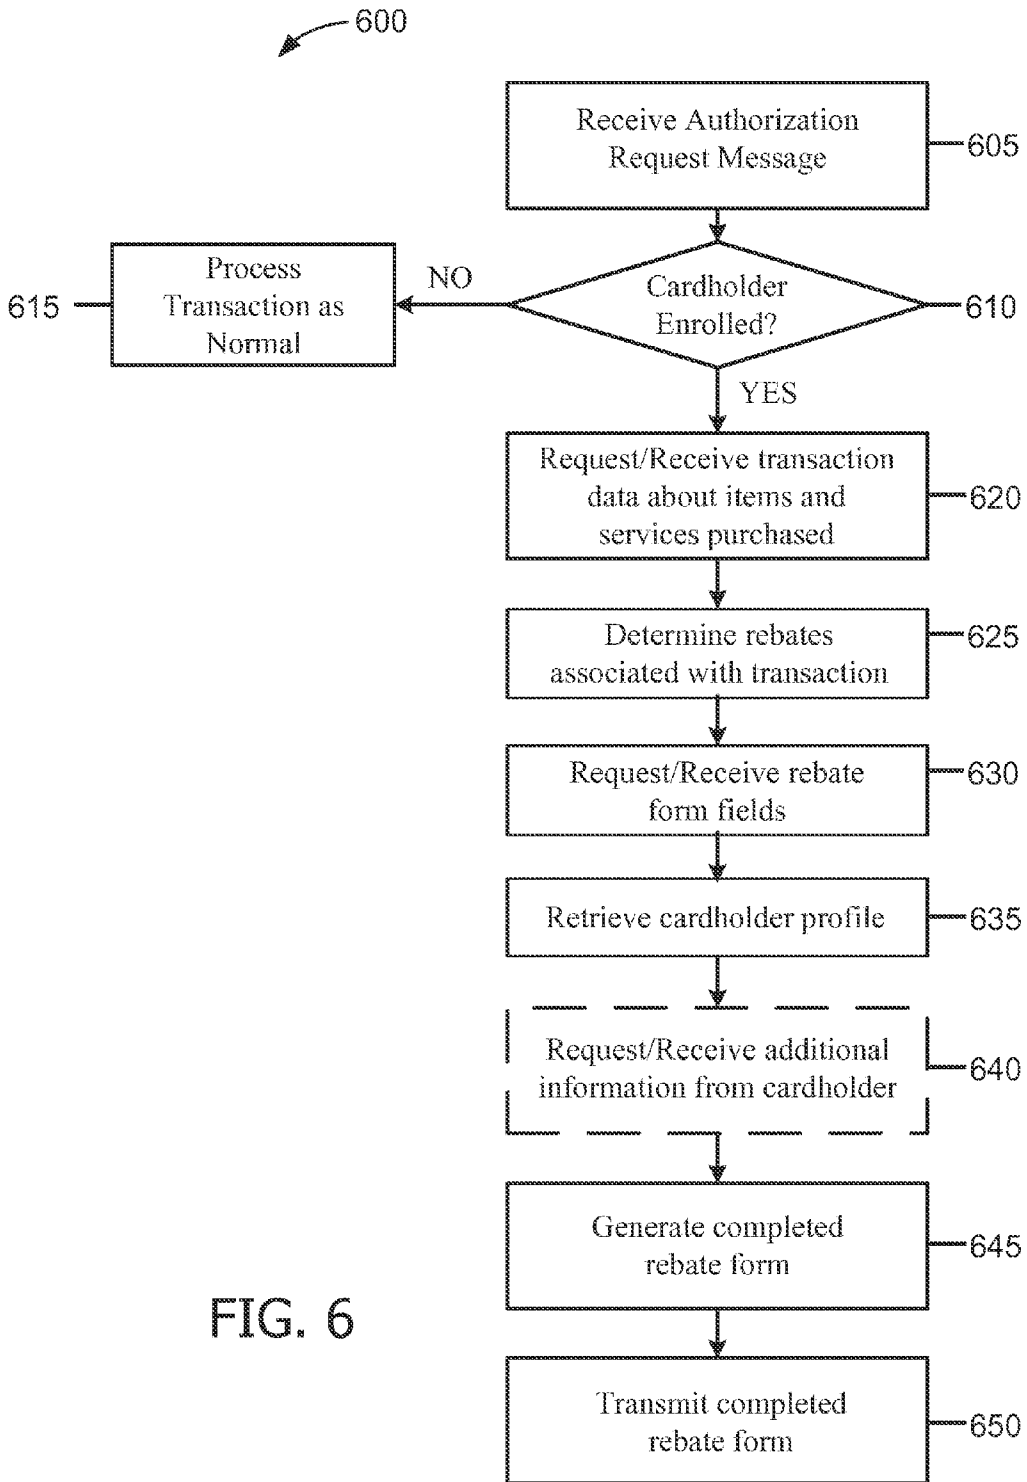 600
Receive Authorization
Request Message
605
Cardholder
Enrolled?
610
NO
Process
Transaction as
Normal
615
YES
Request/Receive transaction
data about items and
services purchased
620
Determine rebates
associated with transaction
625
Request/Receive rebate
form fields
630
Retrieve cardholder profile
635
Request/Receive additional
information from cardholder
640
Generate completed
rebate form
645
Transmit completed
rebate form
650
FIG. 6